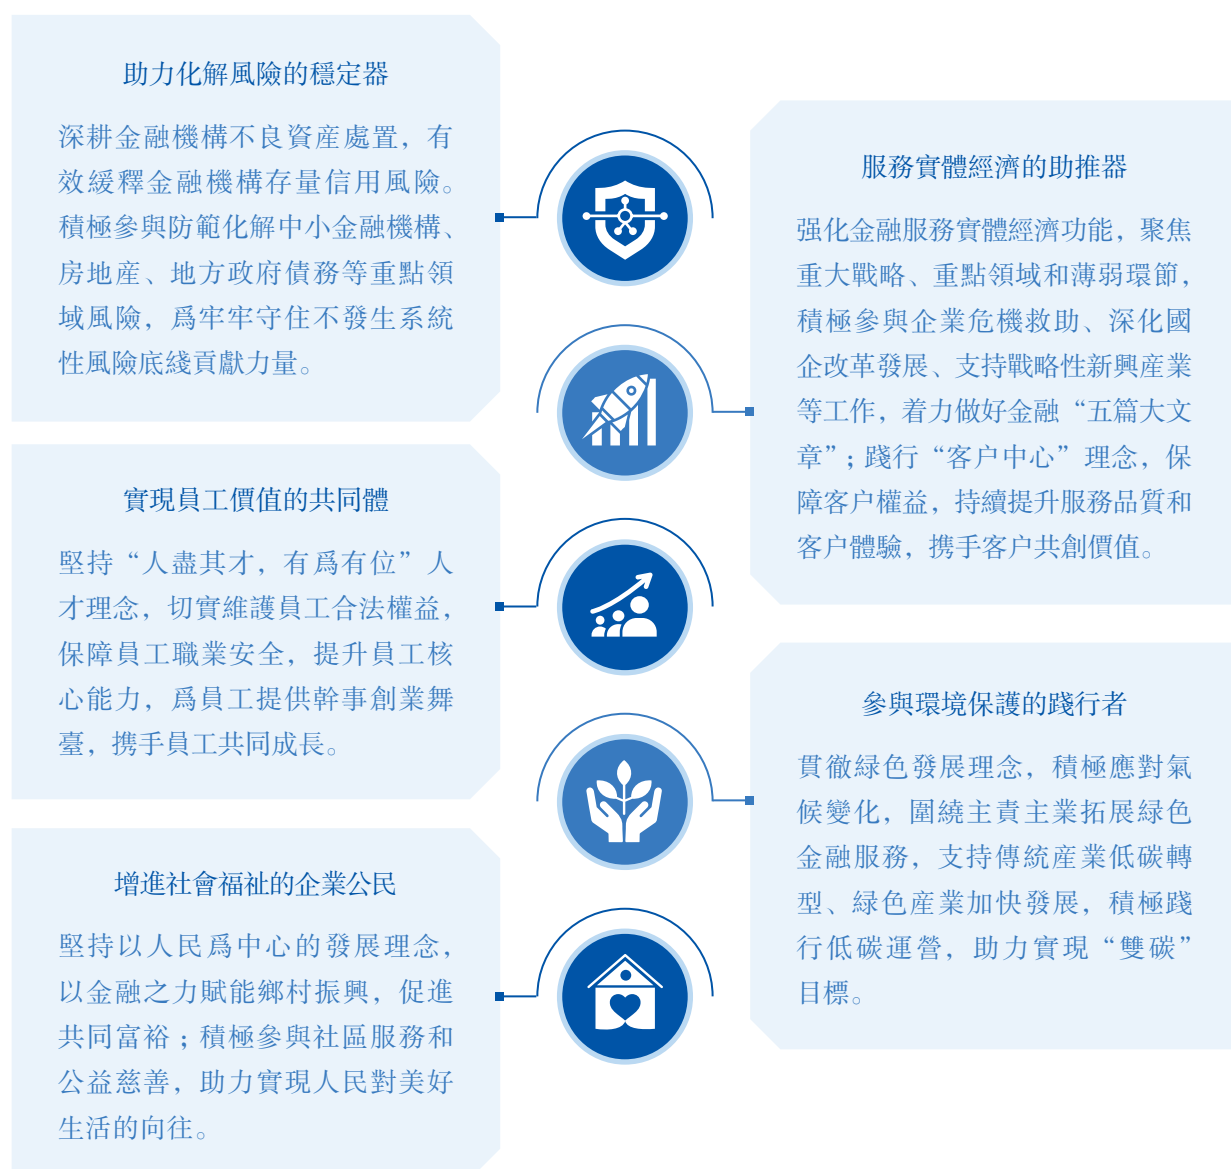 助力化解風險的穩定器
深耕金融機構不良資産處置，有
效緩釋金融機構存量信用風險。
積極參與防範化解中小金融機構、
房地産、地方政府債務等重點領
域風險，爲牢牢守住不發生系統
性風險底綫貢獻力量。
服務實體經濟的助推器
强化金融服務實體經濟功能，聚焦
重大戰略、重點領域和薄弱環節，
積極參與企業危機救助、深化國
企改革發展、支持戰略性新興産業
等工作，着力做好金融“五篇大文
章”；踐行“客户中心”理念，保
障客户權益，持續提升服務品質和
客户體驗，携手客户共創價值。
實現員工價值的共同體
堅持“人盡其才，有爲有位”人
才理念，切實維護員工合法權益，
保障員工職業安全，提升員工核
心能力，爲員工提供幹事創業舞
臺，携手員工共同成長。
參與環境保護的踐行者
貫徹緑色發展理念，積極應對氣
候變化，圍繞主責主業拓展緑色
金融服務，支持傳統産業低碳轉
型、緑色産業加快發展，積極踐
行低碳運營，助力實現“雙碳”
目標。
增進社會福祉的企業公民
堅持以人民爲中心的發展理念，
以金融之力賦能鄉村振興，促進
共同富裕；積極參與社區服務和
公益慈善，助力實現人民對美好
生活的向往。